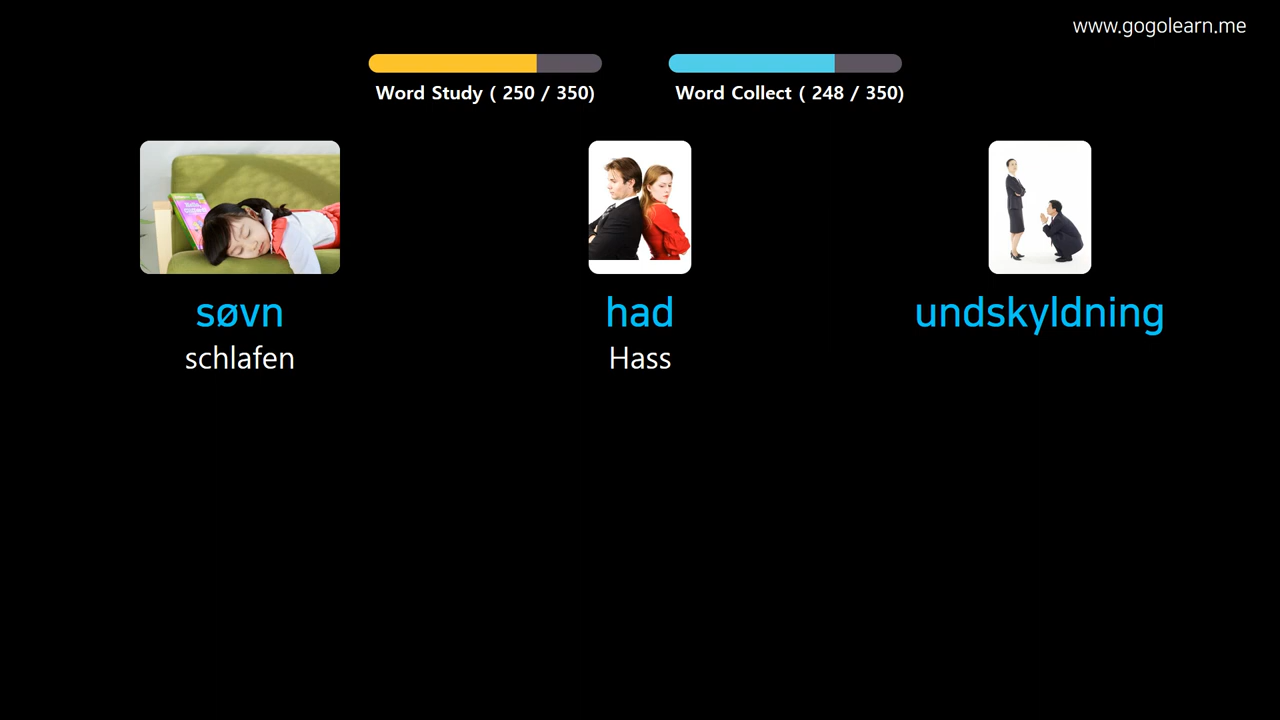 www.gogolearn.me
Word Study ( 250 / 350)
Word Collect ( 248 / 350)
søvn
had
undskyldning
schlafen
Hass